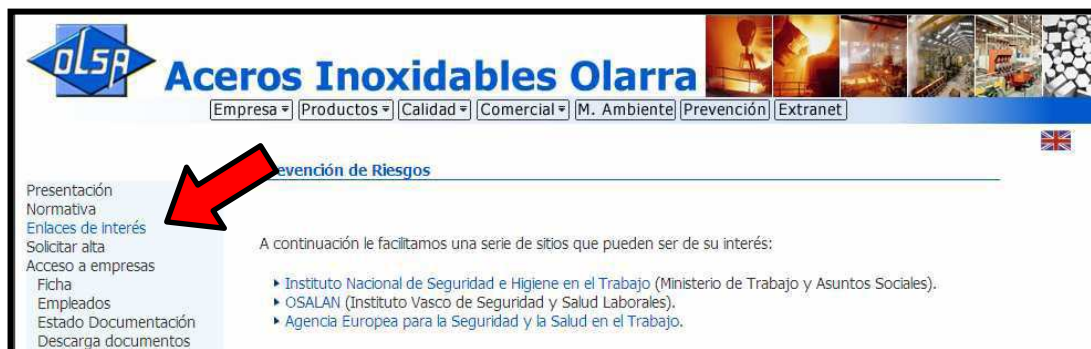 OLSA
Aceros Inoxidables Olarra
Empresa Productos Calidad Comercial M. Ambiente Prevención Extranet
evención de Riesgos
Presentación
Normativa
Enlaces de interés
Solicitar alta
Acceso a empresas
Ficha
Empleados
Estado Documentación
Descarga documentos
A continuación le facilitamos una serie de sitios que pueden ser de su interés:
Instituto Nacional de Seguridad e Higiene en el Trabajo (Ministerio de Trabajo y Asuntos Sociales).
OSALAN (Instituto Vasco de Seguridad y Salud Laborales).
Agencia Europea para la Seguridad y la Salud en el Trabajo.